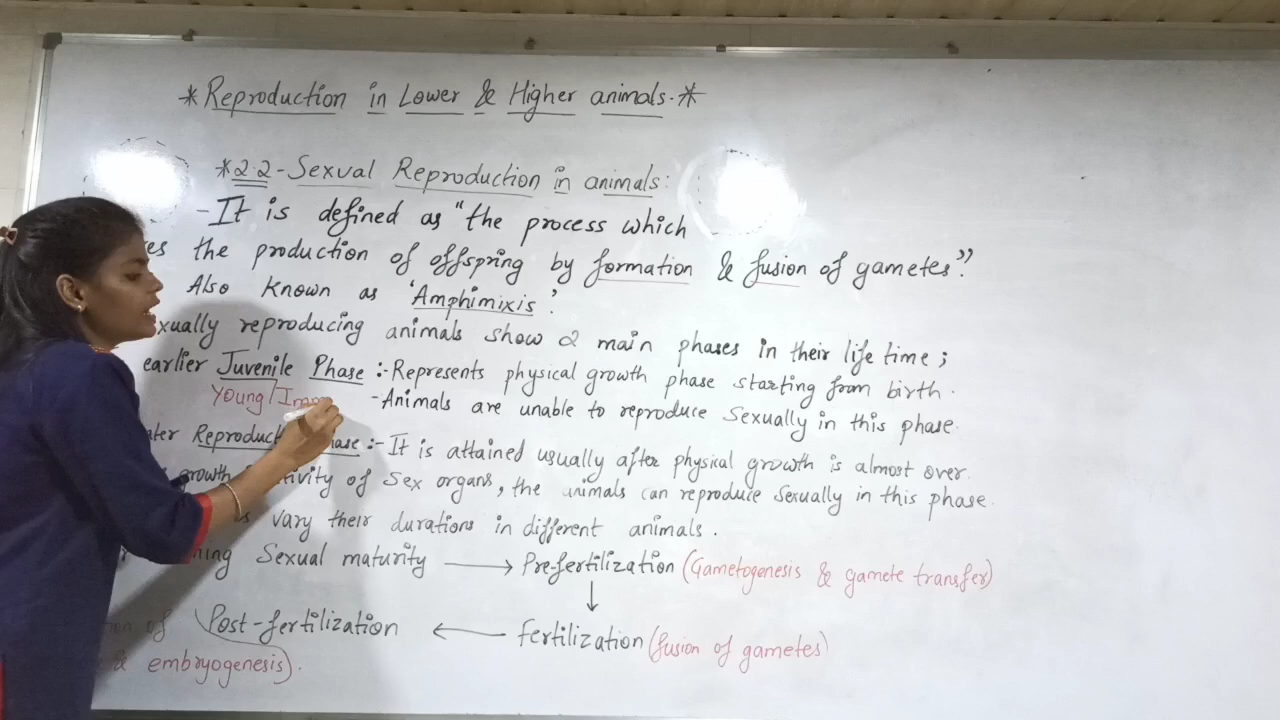 *Reproduction in Lower & Higher animals.*
*2.2-Sexual Reproduction in animals:
-It is defined as "the process which
the production of offspring by formation & fusion of gametes"?
Also known as 'Amphimixis'.
reproducing animals show 2 main phases in their life time;
earlier Juvenile Phase :- Represents physical growth phase starting from birth.
Young/Imm
-Animals are unable to reproduce Sexually in this phase.
:- It is attained usually after physical growth is almost over.
growth of Sex organs, the animals can reproduce Sexually in this phase.
vary their durations in different animals.
Sexual maturity → Pre-fertilization (Gametogenesis & gamete transfer)
↓
of Post-fertilization ← fertilization (fusion of gametes)
& embryogenesis).